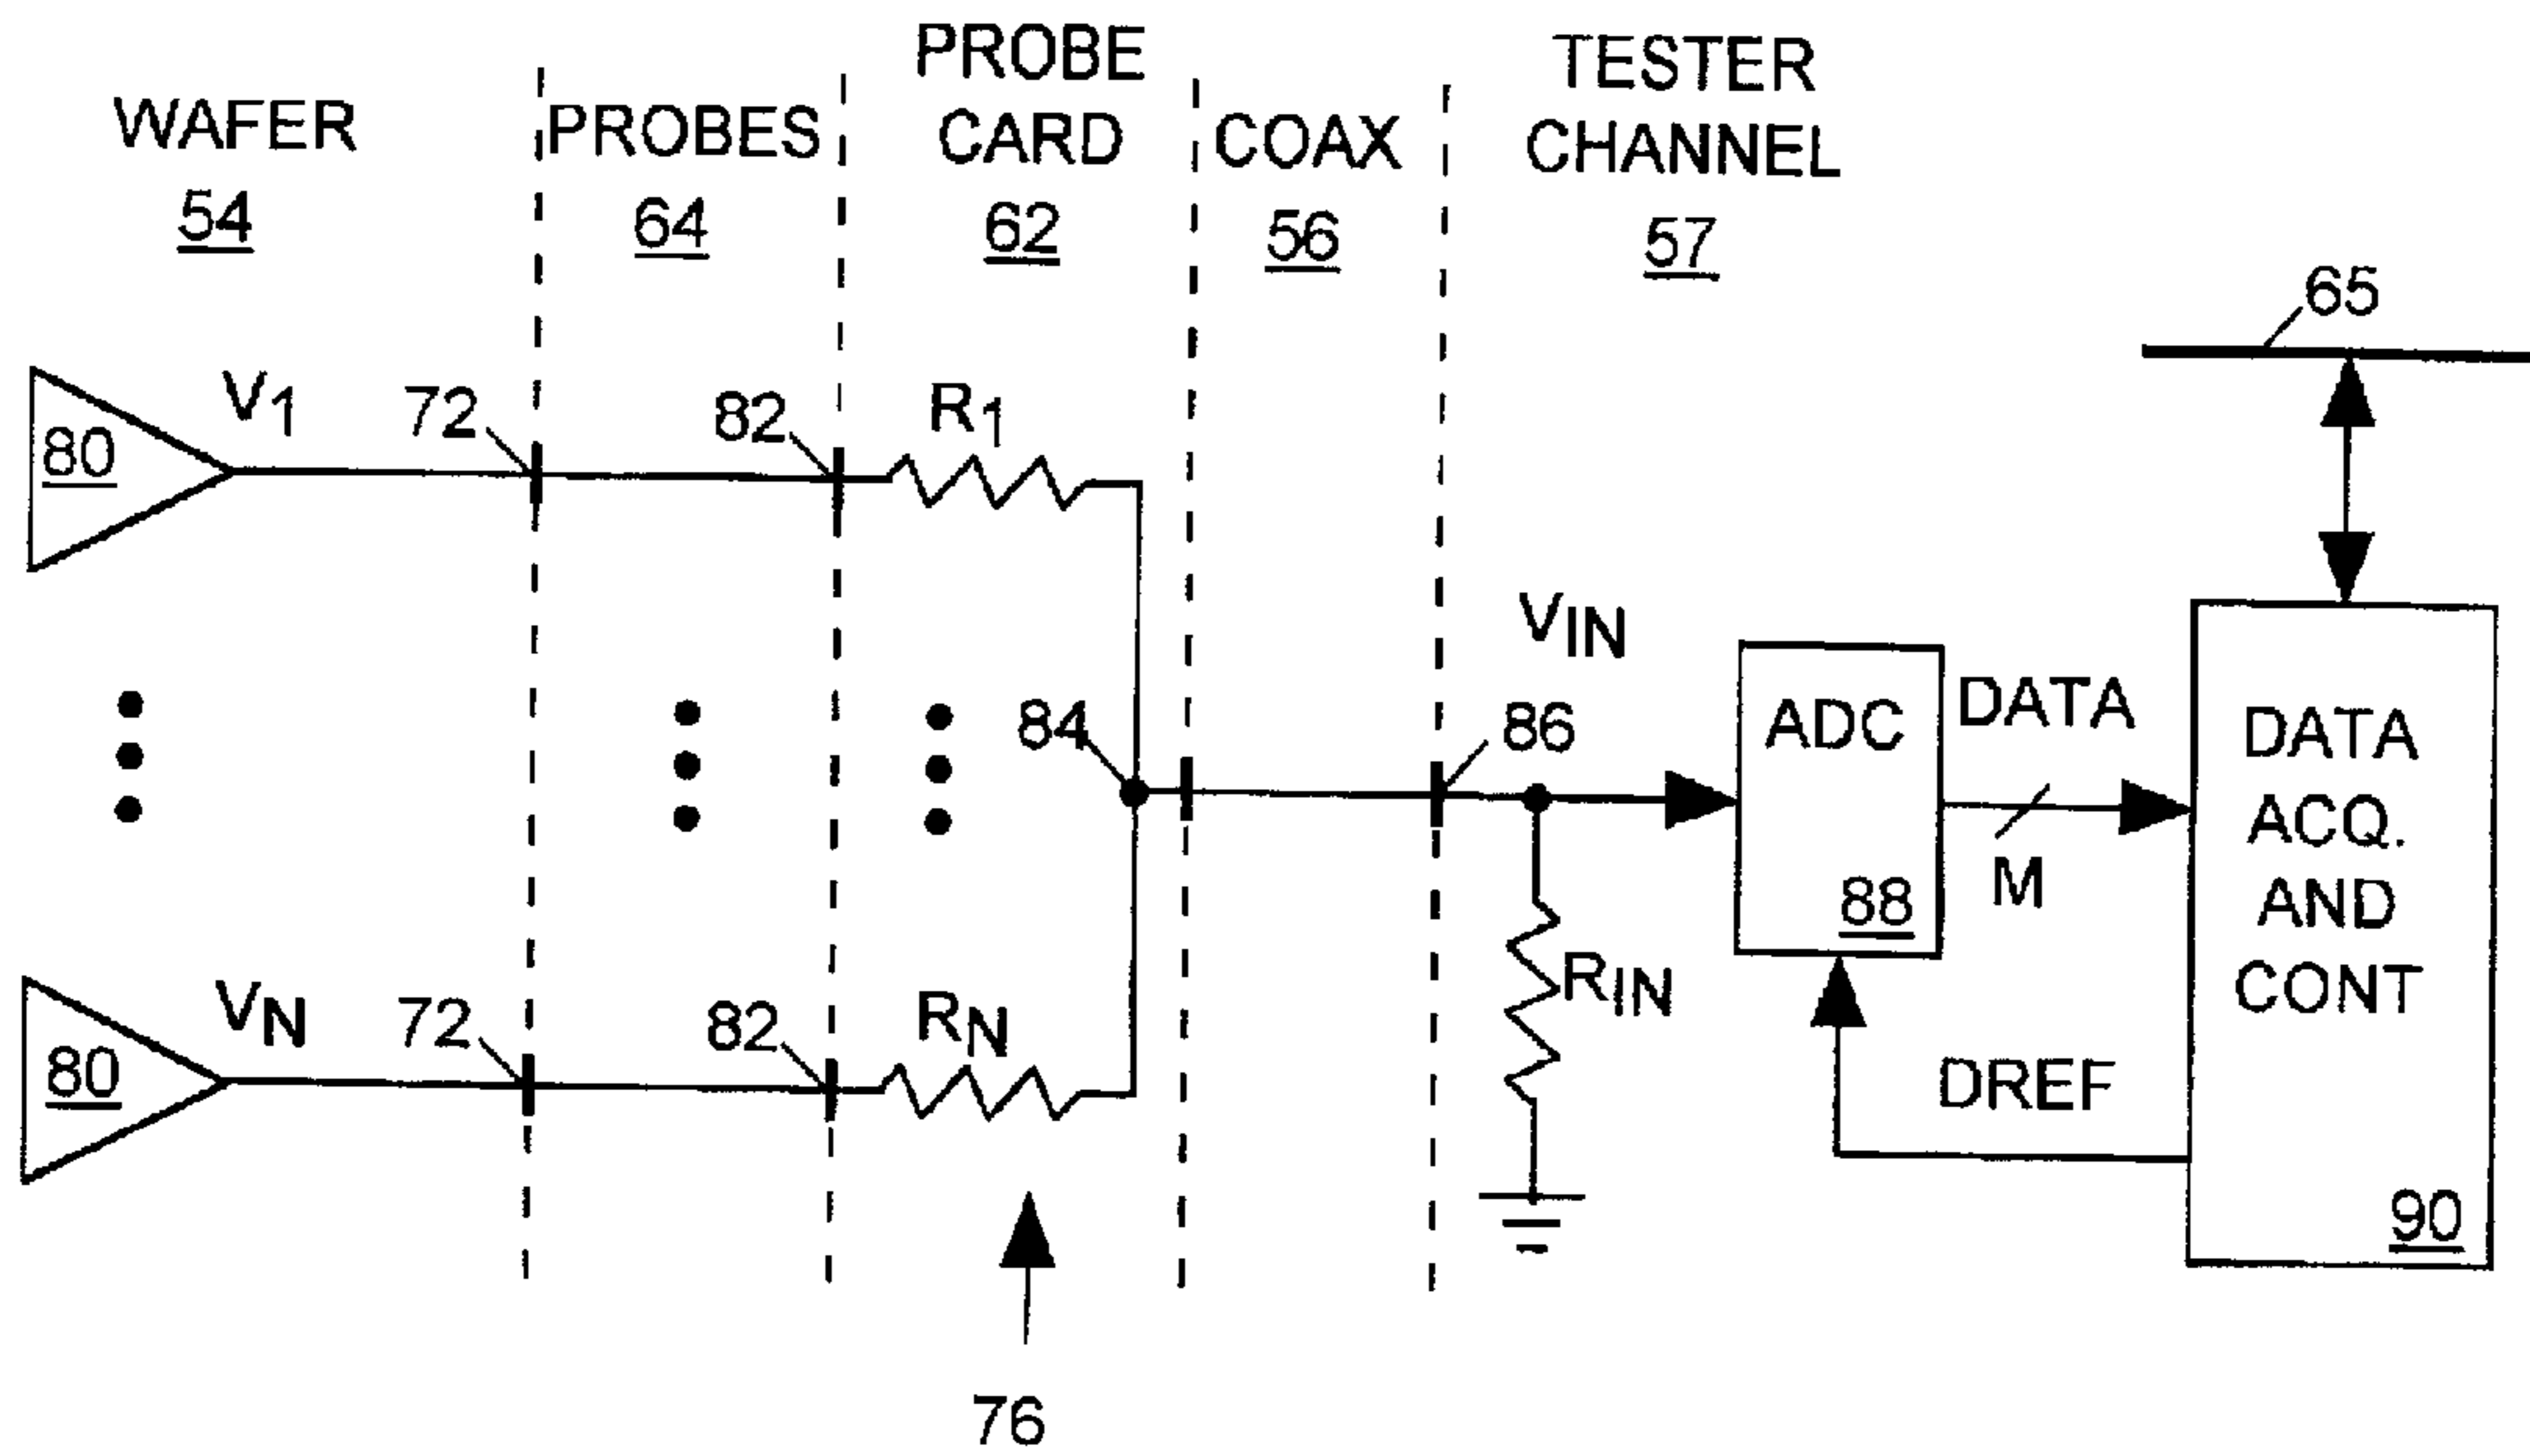 WAFER
54
PROBES
64
PROBE
CARD
62
COAX
56
TESTER
CHANNEL
57
65
80
V1
72
82
R1
84
VIN
86
ADC
88
DATA
M
DATA
ACQ.
AND
CONT
90
RIN
DREF
80
VN
72
82
RN
76